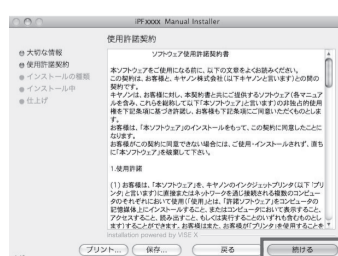 iPFxxxx Manual Installer
使用許諾契約
大切な情報
使用許諾契約
インストールの種類
インストール中
仕上げ
ソフトウェア使用許諾契約書
本ソフトウェアをご使用になる前に、以下の文章をよくお読みください。
この契約は、お客様と、キヤノン株式会社(以下キヤノンと言います)との間の
契約です。
キヤノンは、お客様に対し、本契約書と共にご提供するソフトウェア(各マニュア
ルを含み、これらを総称して以下「本ソフトウェア」と言います)の非独占的使用
権を下記条項に基づき許諾し、お客様も下記条項にご同意いただくものとしま
す。
お客様は、「本ソフトウェア」のインストールをもって、この契約に同意したことに
なります。
お客様がこの契約に同意できない場合には、ご使用・インストールされず、直ち
に「本ソフトウェア」を破棄して下さい。
1.使用許諾
(1) お客様は、「本ソフトウェア」を、キヤノンのインクジェットプリンタ(以下「プリ
ンタ」と言います)に直接またはネットワークを通じ接続される複数のコンピュー
タのそれぞれにおいて使用(「使用」とは、「許諾ソフトウェア」をコンピュータの
記憶媒体上にインストールすること、またはコンピュータにおいて表示すること、
アクセスすること、読み出すこと、もしくは実行することのいずれも含むものとし
ます)することができます。お客様はまた、お客様が「プリンタ」を使用することを
Installation powered by VISE X
プリント...
保存...
戻る
続ける